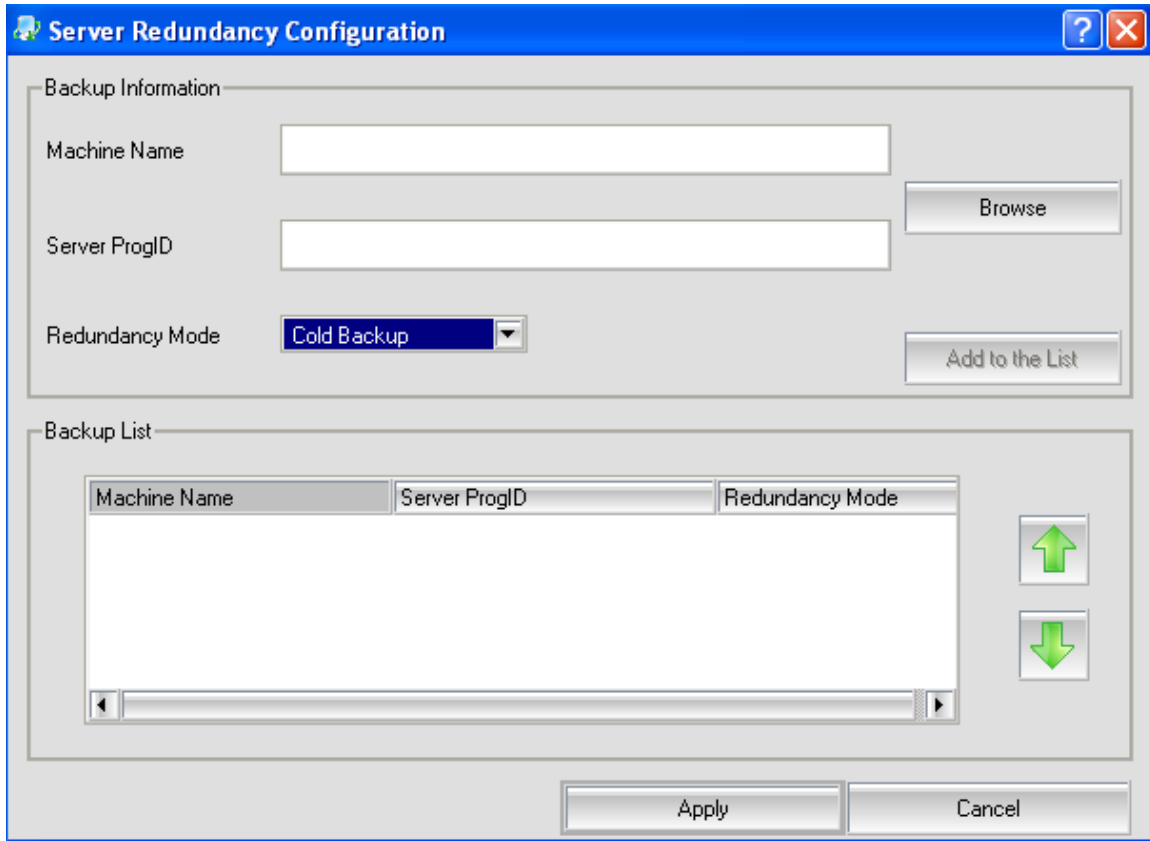 Server Redundancy Configuration
Backup Information
Machine Name
Browse
Server ProgID
Redundancy Mode Cold Backup
Add to the List
Backup List
Machine Name Server ProgID Redundancy Mode
Apply Cancel